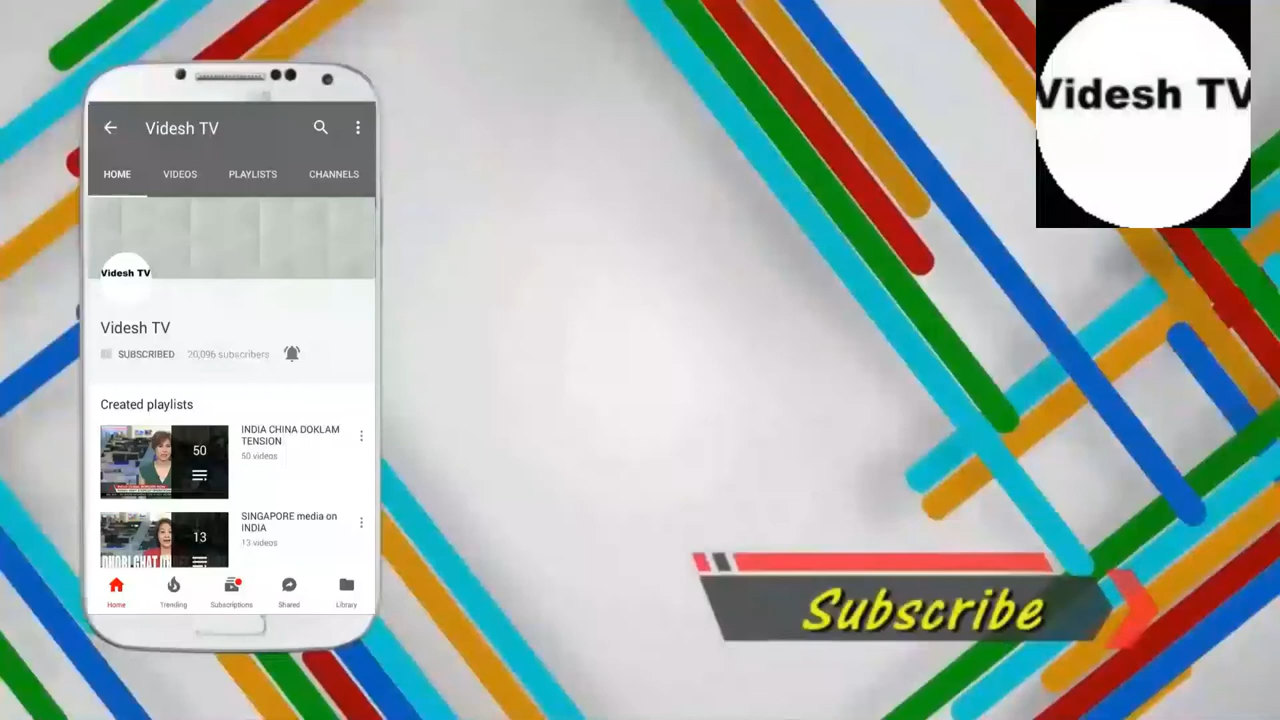 Videsh TV
Videsh TV
HOME VIDEOS PLAYLISTS CHANNELS
Videsh TV
Videsh TV
SUBSCRIBED 20,096 subscribers
Created playlists
50
INDIA CHINA DOKLAM
TENSION
50 videos
13
SINGAPORE media on
INDIA
13 videos
Home Trending Subscriptions Shared Library
Subscribe